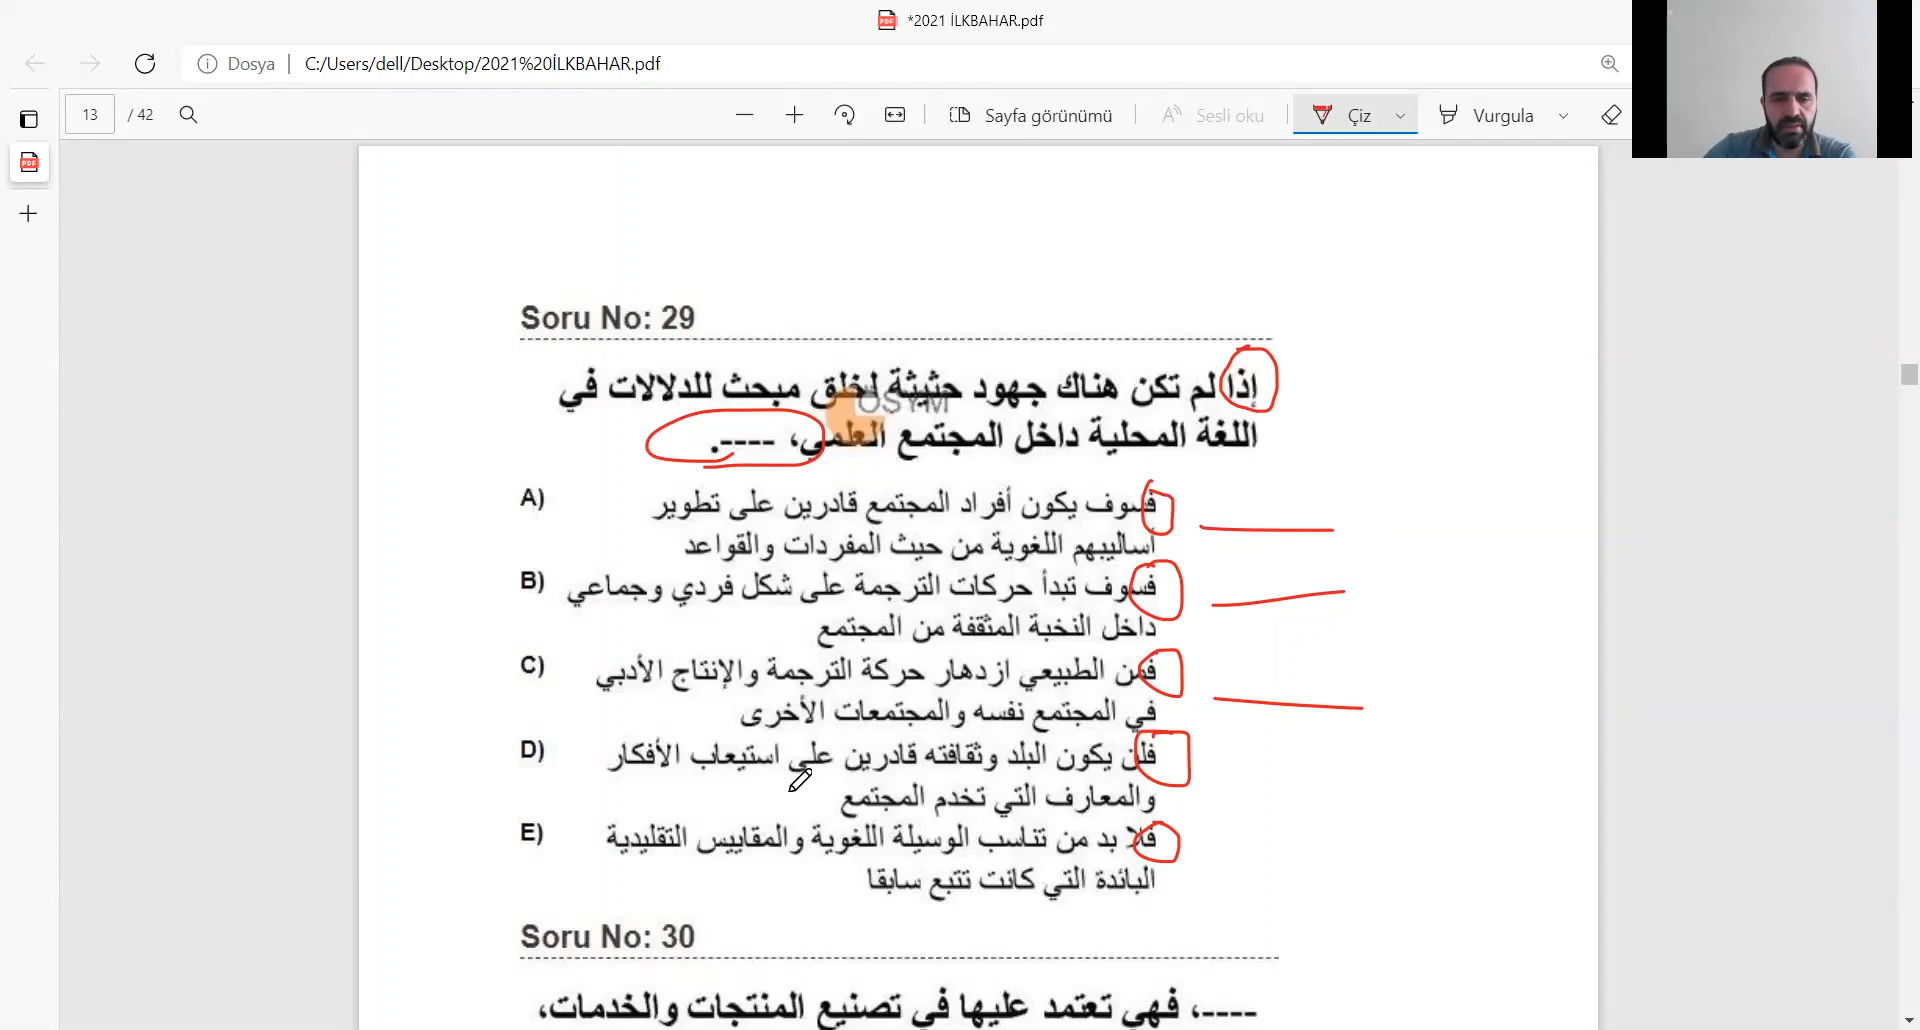 *2021 İLKBAHAR.pdf
Dosya | C:/Users/dell/Desktop/2021%20İLKBAHAR.pdf
13 / 42 Sayfa görünümü Sesli oku Çiz Vurgula
Soru No: 29
إذا لم تكن هناك جهود حثيثة لخلق مبحث للدلالات في
ÖSYM
اللغة المحلية داخل المجتمع العلمي، ----.
A) فسوف يكون أفراد المجتمع قادرين على تطوير
أساليبهم اللغوية من حيث المفردات والقواعد
B) فسوف تبدأ حركات الترجمة على شكل فردي وجماعي
داخل النخبة المثقفة من المجتمع
C) فمن الطبيعي ازدهار حركة الترجمة والإنتاج الأدبي
في المجتمع نفسه والمجتمعات الأخرى
D) فلن يكون البلد وثقافته قادرين على استيعاب الأفكار
والمعارف التي تخدم المجتمع
E) فلا بد من تناسب الوسيلة اللغوية والمقاييس التقليدية
البائدة التي كانت تتبع سابقا
Soru No: 30
----، فهي تعتمد عليها في تصنيع المنتجات والخدمات،